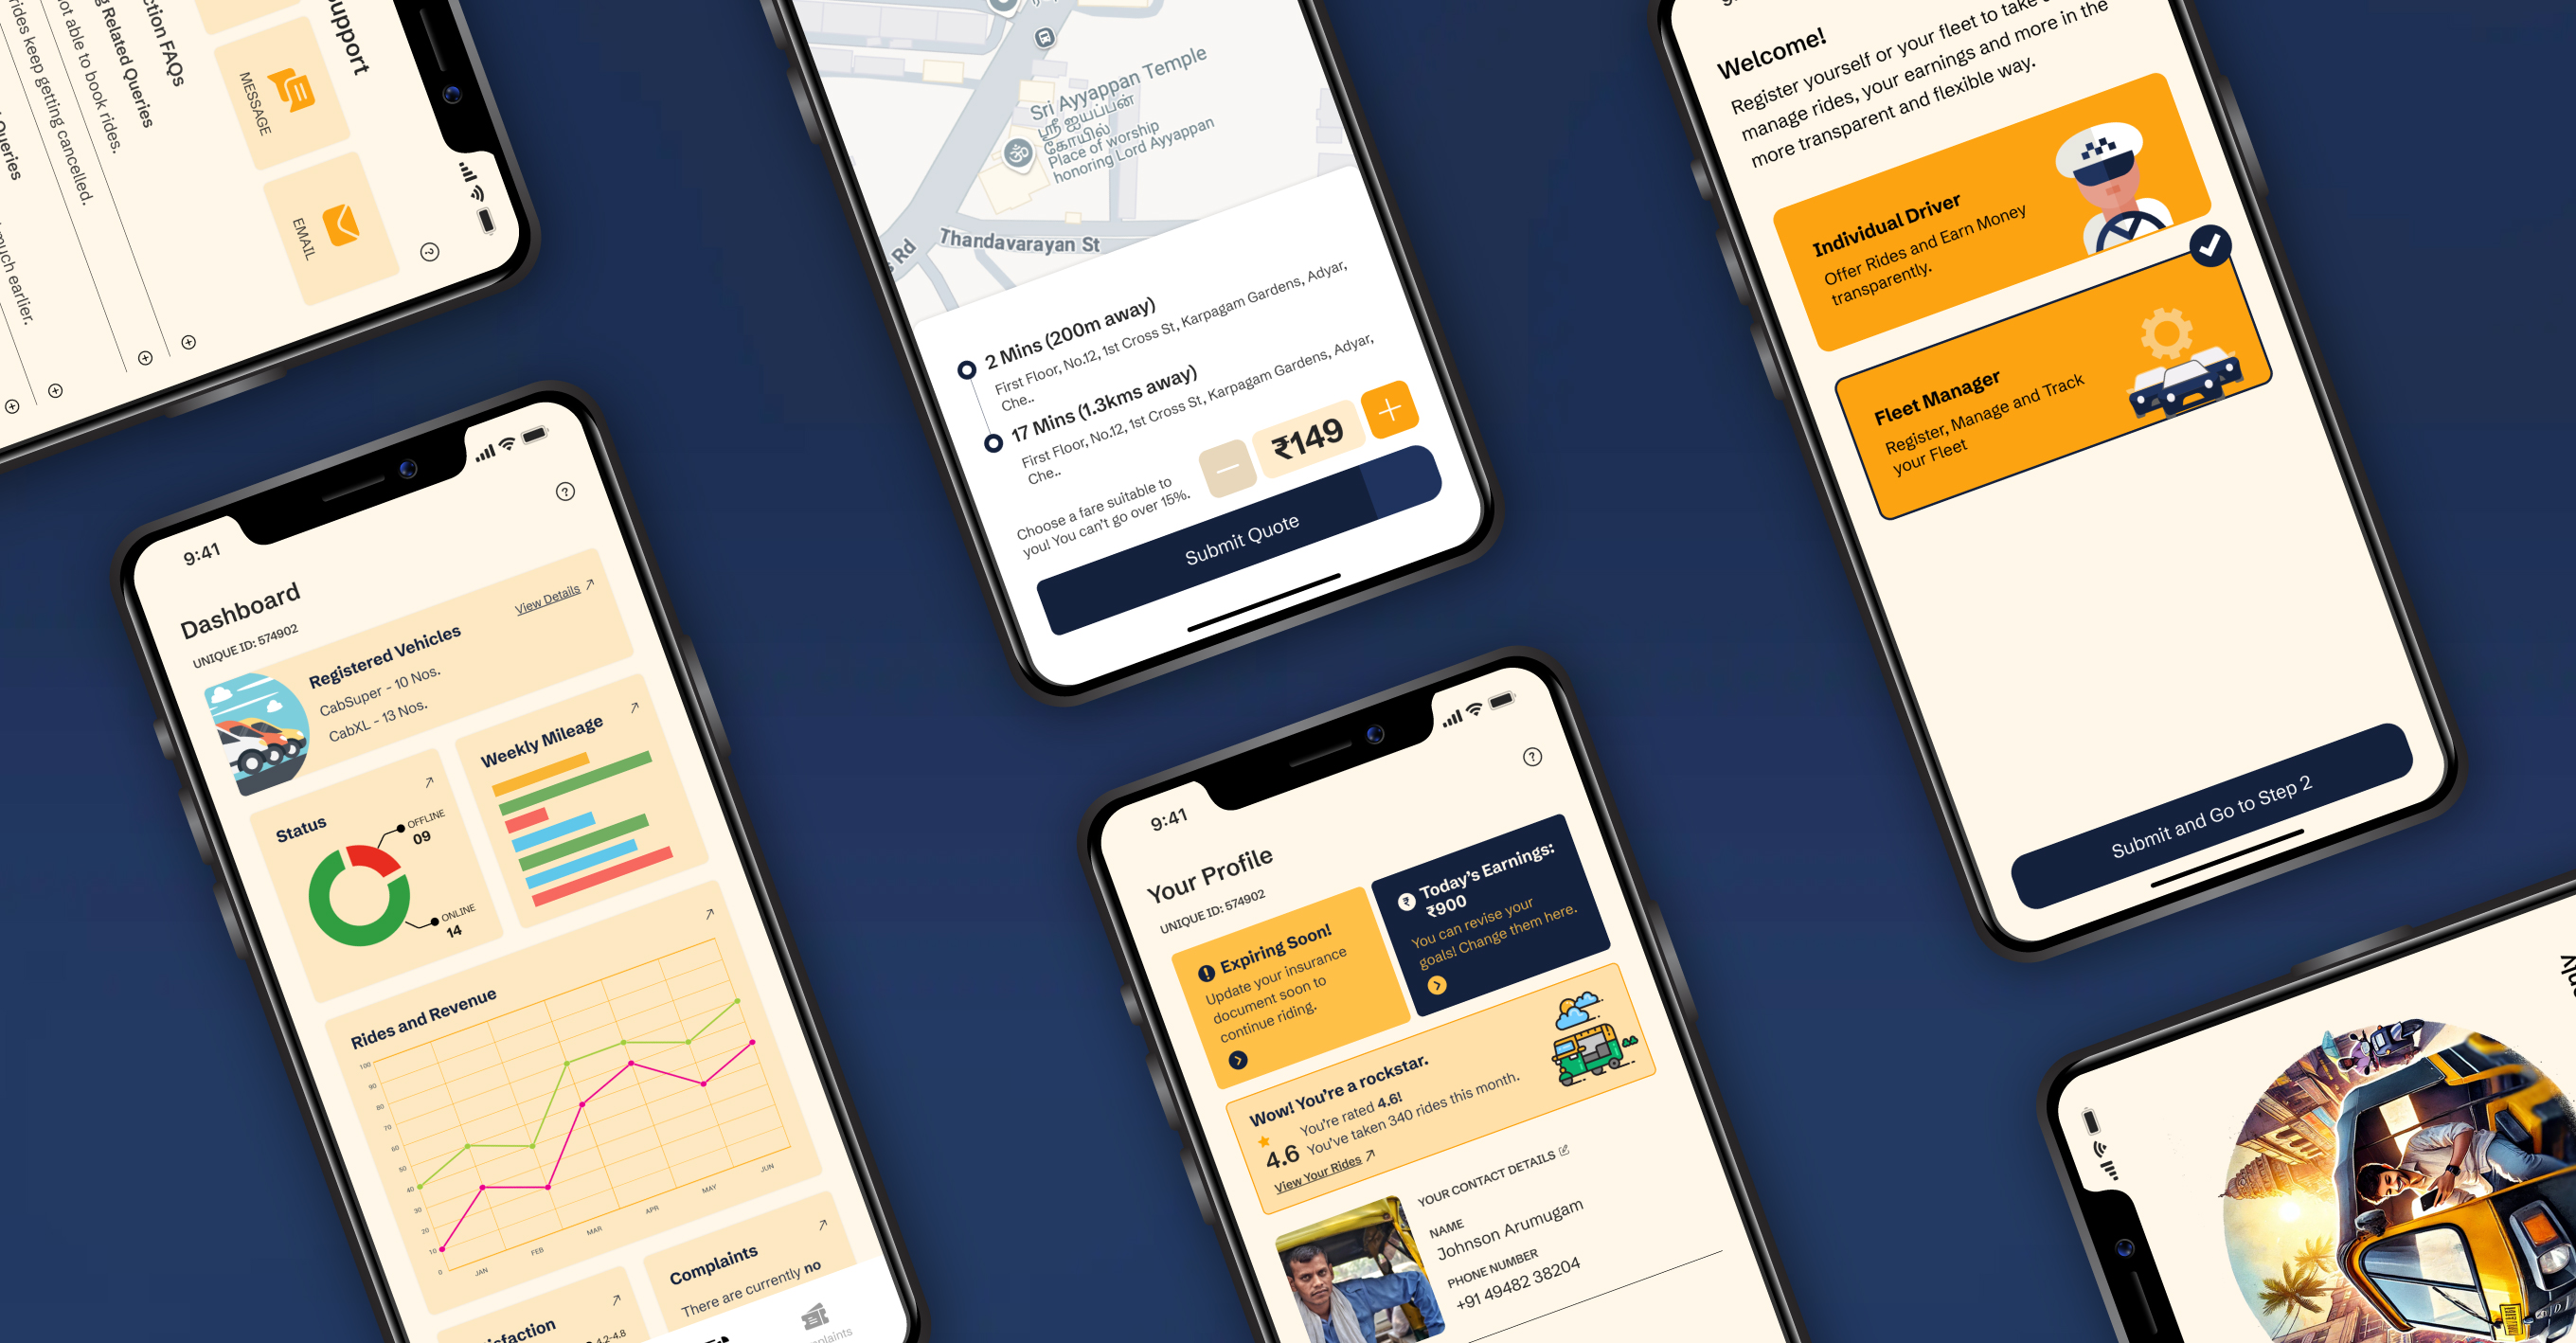 upport
MESSAGE
EMAIL
ction FAQs
g Related Queries
ot able to book rides.
rides keep getting cancelled.
Queries
much earlier.
9:41
Dashboard
UNIQUE ID: 574902
View Details
Registered Vehicles
CabSuper - 10 Nos.
CabXL - 13 Nos.
Status
OFFLINE
09
ONLINE
14
Weekly Mileage
Rides and Revenue
100
90
80
70
60
50
40
30
20
10
0
JAN
FEB
MAR
APR
MAY
JUN
isfaction
4.2-4.8
Complaints
There are currently no
plaints
Sri Ayyappan Temple
ஸ்ரீ ஐயப்பன்
கோயில்
Place of worship
honoring Lord Ayyappan
Thandavarayan St
s Rd
2 Mins (200m away)
First Floor, No.12, 1st Cross St, Karpagam Gardens, Adyar,
Che..
17 Mins (1.3kms away)
First Floor, No.12, 1st Cross St, Karpagam Gardens, Adyar,
Che..
Choose a fare suitable to
you! You can't go over 15%.
₹149
Submit Quote
9:41
Your Profile
UNIQUE ID: 574902
Expiring Soon!
Update your insurance
document soon to
continue riding.
Today's Earnings:
₹900
You can revise your
goals! Change them here.
Wow! You're a rockstar.
4.6
You're rated 4.6!
You've taken 340 rides this month.
View Your Rides
YOUR CONTACT DETAILS
NAME
Johnson Arumugam
PHONE NUMBER
+91 49482 38204
Welcome!
Register yourself or your fleet to take
manage rides, your earnings and more in the
more transparent and flexible way.
Individual Driver
Offer Rides and Earn Money
transparently.
Fleet Manager
Register, Manage and Track
your Fleet
Submit and Go to Step 2